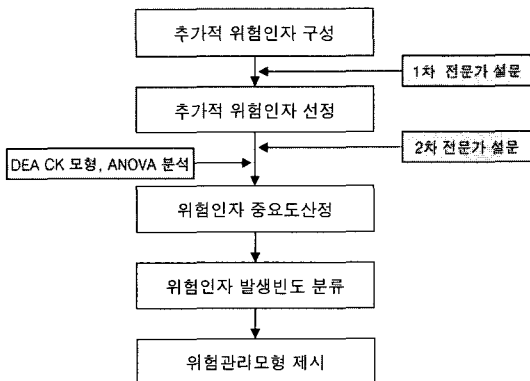 추가적 위험인자 구성
1차 전문가 설문
추가적 위험인자 선정
DEA CK 모형, ANOVA 분석
2차 전문가 설문
위험인자 중요도산정
위험인자 발생빈도 분류
위험관리모형 제시